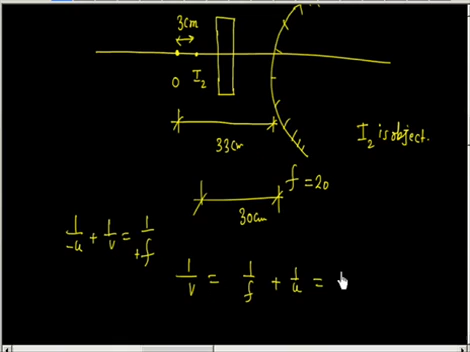 3cm
O I₂
33cm
I₂ is object.
f = 20
30cm
1/-u + 1/v = 1/+f
1/v = 1/f + 1/u =